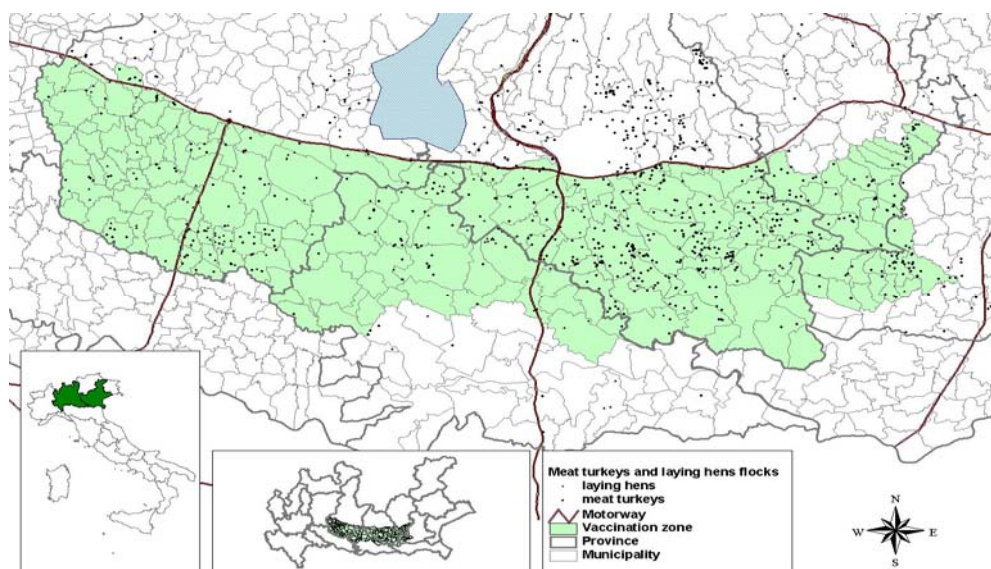 Meat turkeys and laying hens flocks
laying hens
meat turkeys
Motorway
Vaccination zone
Province
Municipality
N
W
E
S